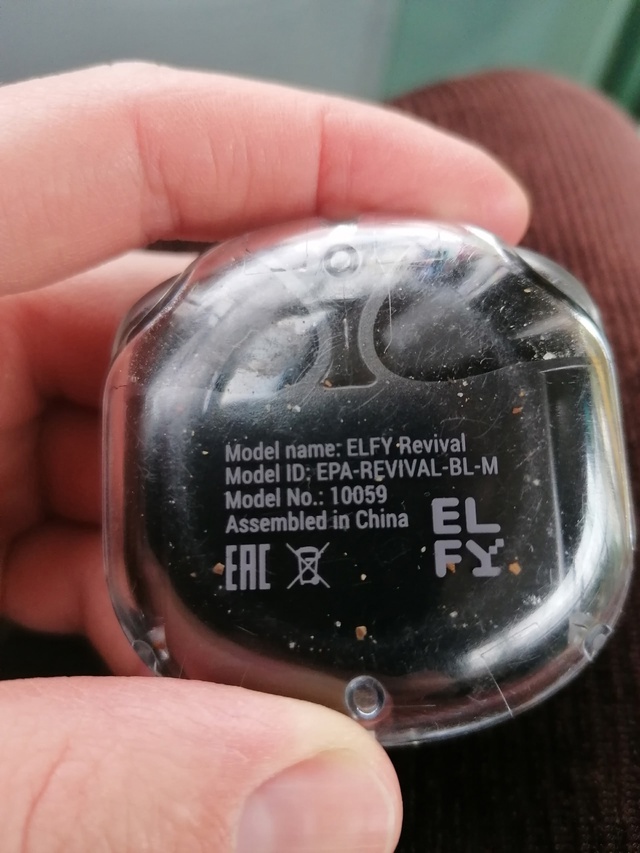 Model name: ELFY Revival
Model ID: EPA-REVIVAL-BL-M
Model No.: 10059
Assembled in China
EAC
EL
FY